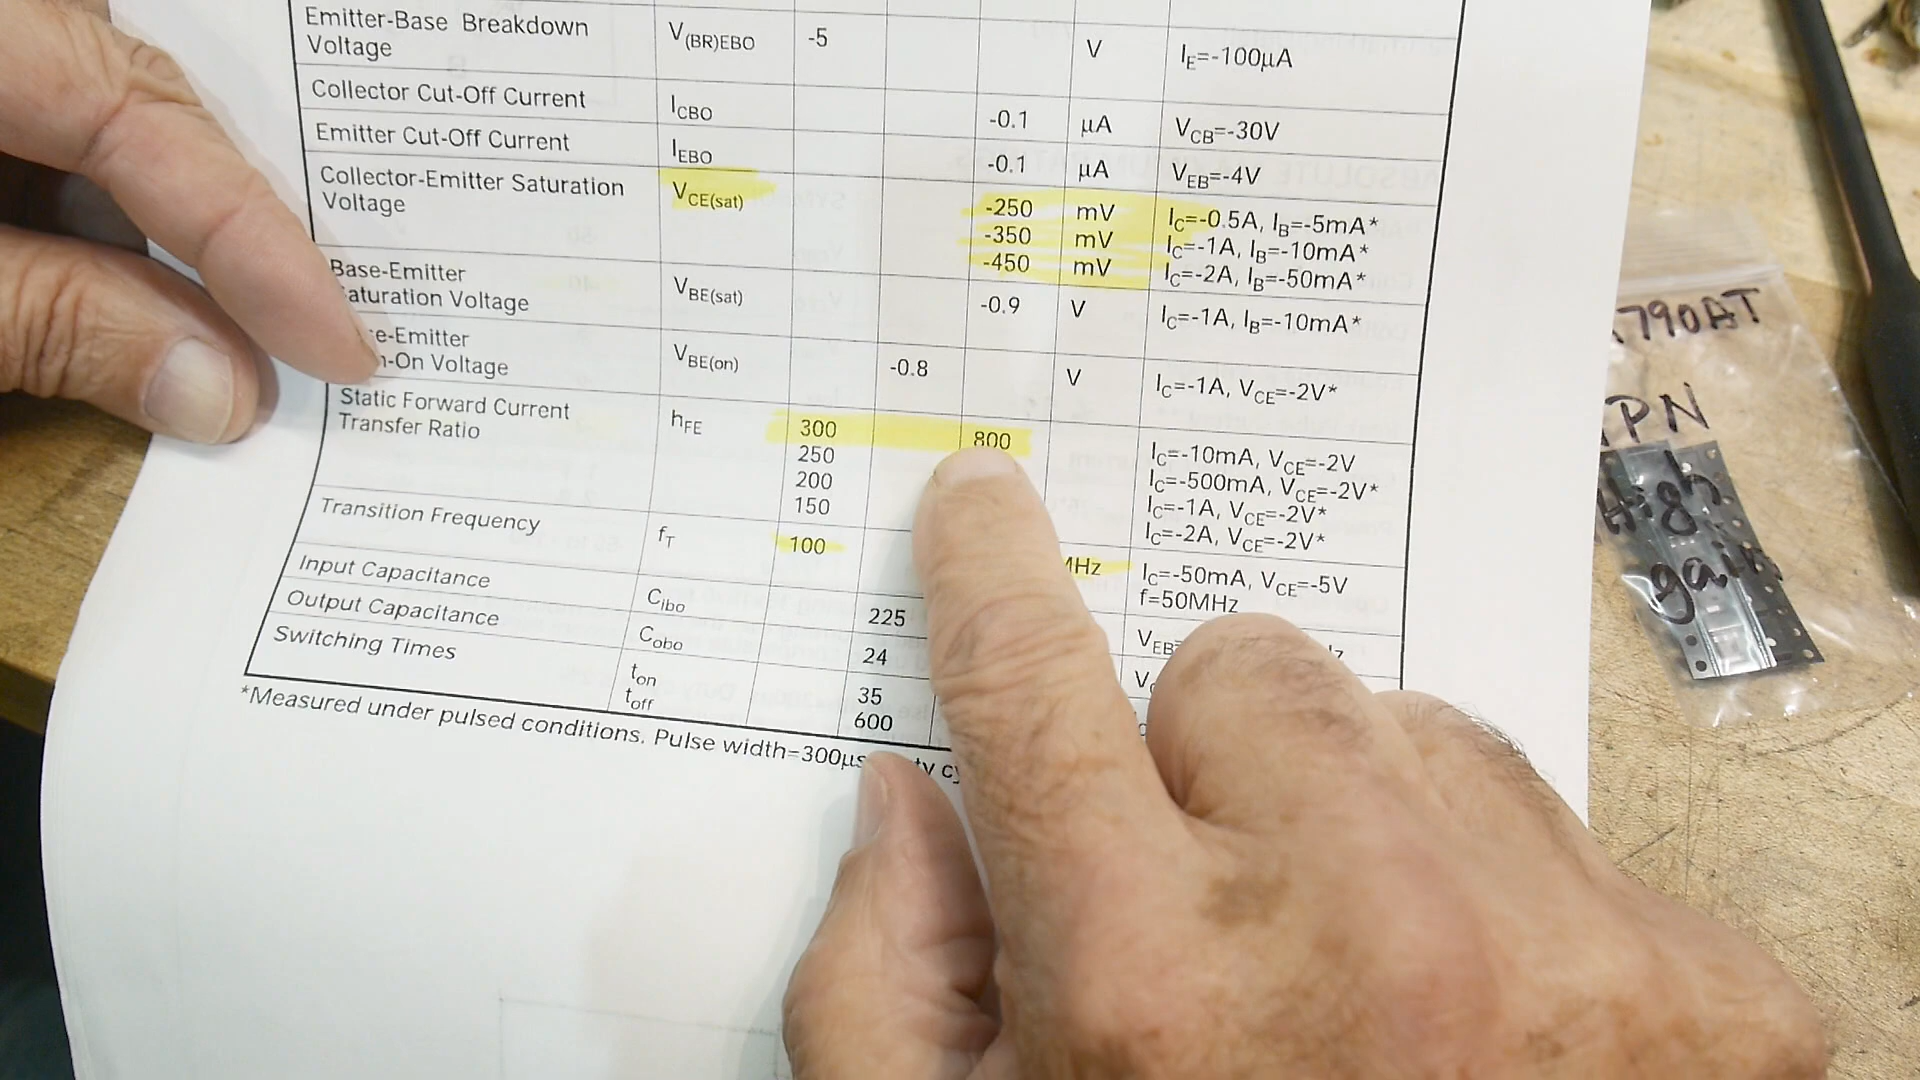 Emitter-Base Breakdown
Voltage
V(BR)EBO
-5
V
IE=-100µA
Collector Cut-Off Current
ICBO
-0.1
µA
VCB=-30V
Emitter Cut-Off Current
IEBO
-0.1
µA
VEB=-4V
Collector-Emitter Saturation
Voltage
VCE(sat)
-250
-350
-450
mV
mV
mV
IC=-0.5A, IB=-5mA*
IC=-1A, IB=-10mA*
IC=-2A, IB=-50mA*
Base-Emitter
Saturation Voltage
VBE(sat)
-0.9
V
IC=-1A, IB=-10mA*
-Emitter
-On Voltage
VBE(on)
-0.8
V
IC=-1A, VCE=-2V*
Static Forward Current
Transfer Ratio
hFE
300
250
200
150
800
IC=-10mA, VCE=-2V
IC=-500mA, VCE=-2V*
IC=-1A, VCE=-2V*
IC=-2A, VCE=-2V*
Transition Frequency
fT
100
MHz
IC=-50mA, VCE=-5V
f=50MHz
Input Capacitance
Cibo
225
VEB=
Output Capacitance
Cobo
24
Switching Times
ton
toff
35
600
*Measured under pulsed conditions. Pulse width=300µs
790AT
PN
High
gain